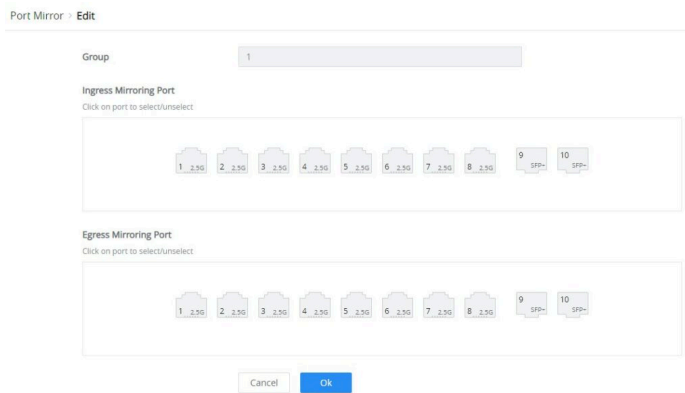 Port Mirror > Edit
Group 1
Ingress Mirroring Port
Click on port to select/unselect
1 2.5G 2 2.5G 3 2.5G 4 2.5G 5 2.5G 6 2.5G 7 2.5G 8 2.5G 9 SFP+ 10 SFP+
Egress Mirroring Port
Click on port to select/unselect
1 2.5G 2 2.5G 3 2.5G 4 2.5G 5 2.5G 6 2.5G 7 2.5G 8 2.5G 9 SFP+ 10 SFP+
Cancel Ok